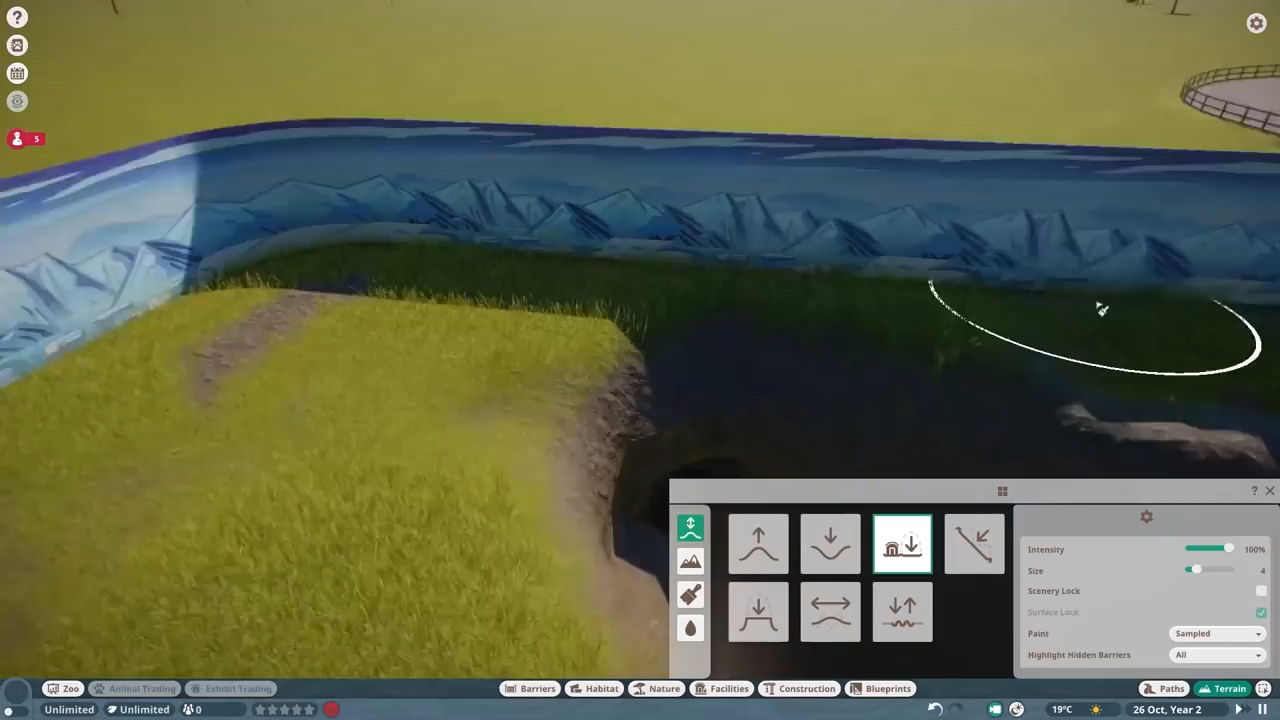 ?
5
? X
Intensity 100%
Size 4
Scenery Lock
Surface Lock
Paint Sampled
Highlight Hidden Barriers All
Zoo Animal Trading Exhibit Trading Barriers Habitat Nature Facilities Construction Blueprints Paths Terrain
Unlimited Unlimited 0 19°C 26 Oct, Year 2